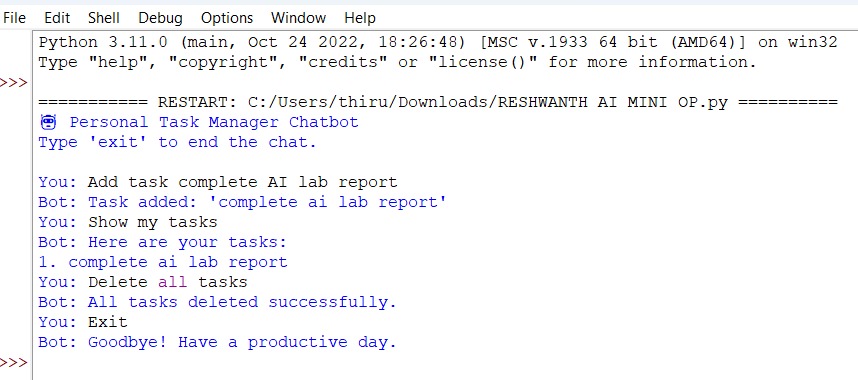 File Edit Shell Debug Options Window Help
Python 3.11.0 (main, Oct 24 2022, 18:26:48) [MSC v.1933 64 bit (AMD64)] on win32
Type "help", "copyright", "credits" or "license()" for more information.
>>>
=========== RESTART: C:/Users/thiru/Downloads/RESHWANTH AI MINI OP.py ==========
🤖 Personal Task Manager Chatbot
Type 'exit' to end the chat.
You: Add task complete AI lab report
Bot: Task added: 'complete ai lab report'
You: Show my tasks
Bot: Here are your tasks:
1. complete ai lab report
You: Delete all tasks
Bot: All tasks deleted successfully.
You: Exit
Bot: Goodbye! Have a productive day.
>>>